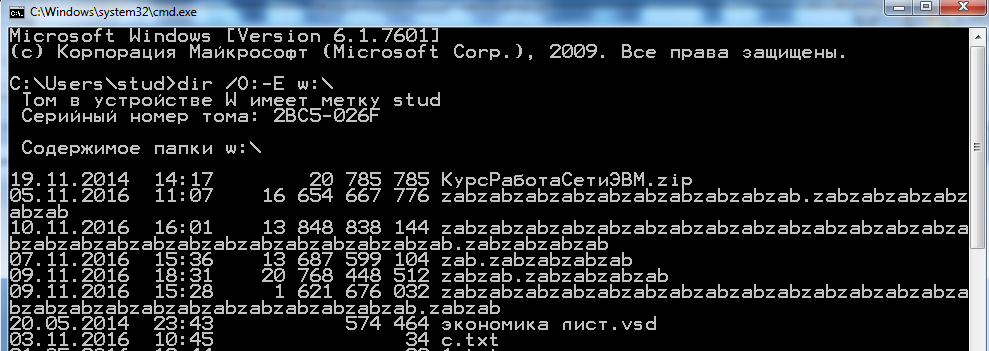 C:\Windows\system32\cmd.exe
Microsoft Windows [Version 6.1.7601]
(c) Корпорация Майкрософт (Microsoft Corp.), 2009. Все права защищены.
C:\Users\stud>dir /O:-E w:\
Том в устройстве W имеет метку stud
Серийный номер тома: 2BC5-026F
Содержимое папки w:\
19.11.2014  14:17        20 785 785 КурсРаботаСетиЭВМ.zip
05.11.2016  11:07    16 654 667 776 zabzabzabzabzabzabzabzabzabzab.zabzabzabzabz
abzab
10.11.2016  16:01    13 848 838 144 zabzabzabzabzabzabzabzabzabzabzabzabzabzabza
bzabzabzabzabzabzabzabzabzabzabzabzab.zabzabzabzab
07.11.2016  15:36    13 687 599 104 zab.zabzabzabzab
09.11.2016  18:31    20 768 448 512 zabzab.zabzabzabzab
09.11.2016  15:28     1 621 676 032 zabzabzabzabzabzabzabzabzabzabzabzabzabzabza
bzabzabzabzabzabzabzabzabzabzabzab.zabzab
20.05.2014  23:43           574 464 экономика лист.vsd
03.11.2016  10:45                34 c.txt